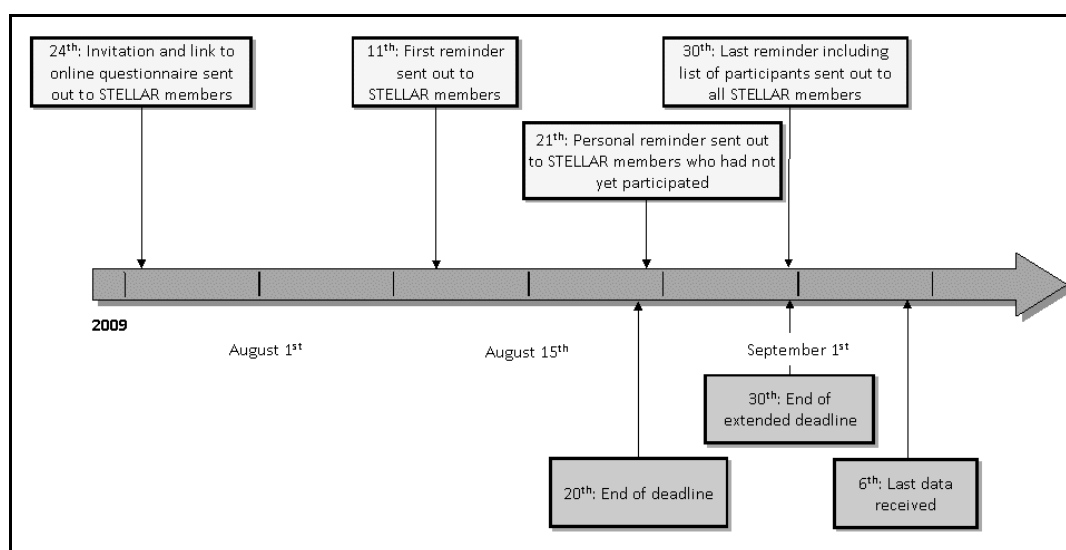 24th: Invitation and link to
online questionnaire sent
out to STELLAR members
11th: First reminder
sent out to
STELLAR members
30th: Last reminder including
list of participants sent out to
all STELLAR members
21th: Personal reminder sent out
to STELLAR members who had not
yet participated
2009
August 1st
August 15th
September 1st
30th: End of
extended deadline
20th: End of deadline
6th: Last data
received